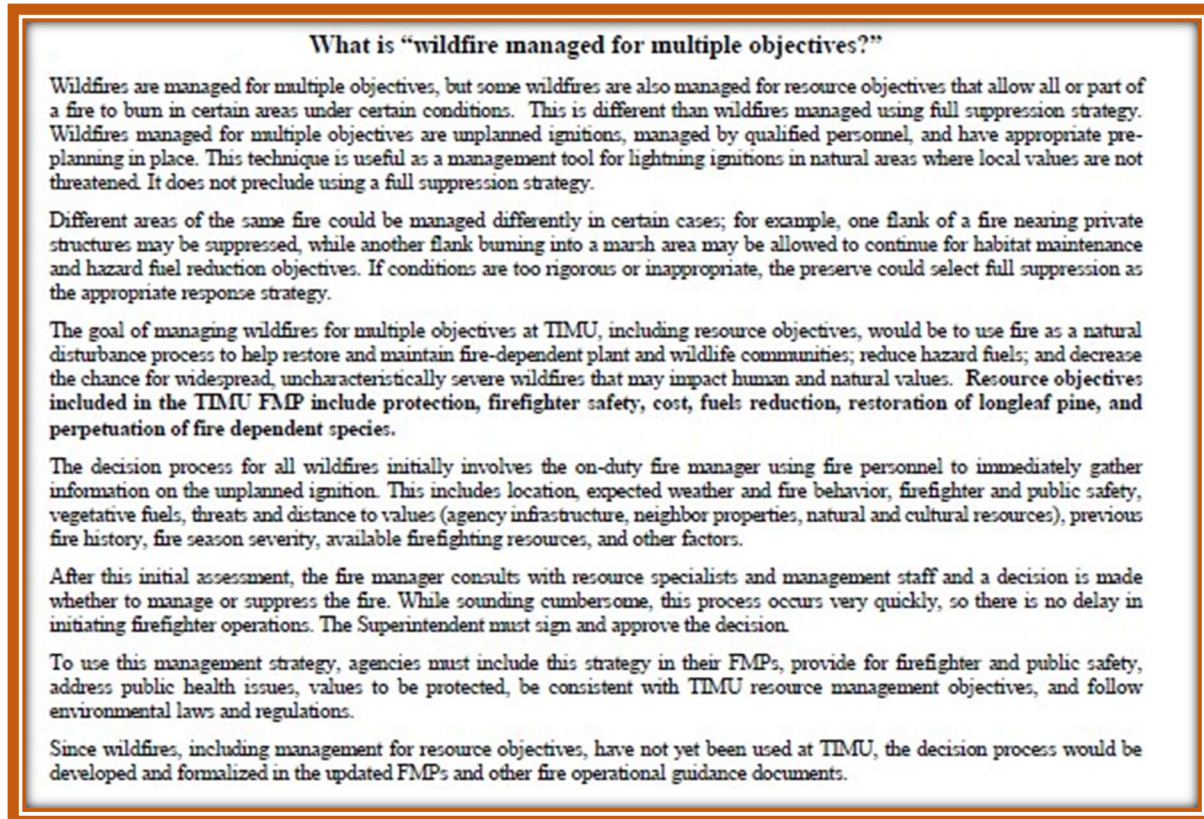 What is “wildfire managed for multiple objectives?”
Wildfires are managed for multiple objectives, but some wildfires are also managed for resource objectives that allow all or part of
a fire to burn in certain areas under certain conditions.  This is different than wildfires managed using full suppression strategy.
Wildfires managed for multiple objectives are unplanned ignitions, managed by qualified personnel, and have appropriate pre-
planning in place. This technique is useful as a management tool for lightning ignitions in natural areas where local values are not
threatened. It does not preclude using a full suppression strategy.
Different areas of the same fire could be managed differently in certain cases; for example, one flank of a fire nearing private
structures may be suppressed, while another flank burning into a marsh area may be allowed to continue for habitat maintenance
and hazard fuel reduction objectives. If conditions are too rigorous or inappropriate, the preserve could select full suppression as
the appropriate response strategy.
The goal of managing wildfires for multiple objectives at TIMU, including resource objectives, would be to use fire as a natural
disturbance process to help restore and maintain fire-dependent plant and wildlife communities; reduce hazard fuels; and decrease
the chance for widespread, uncharacteristically severe wildfires that may impact human and natural values.  Resource objectives
included in the TIMU FMP include protection, firefighter safety, cost, fuels reduction, restoration of longleaf pine, and
perpetuation of fire dependent species.
The decision process for all wildfires initially involves the on-duty fire manager using fire personnel to immediately gather
information on the unplanned ignition. This includes location, expected weather and fire behavior, firefighter and public safety,
vegetative fuels, threats and distance to values (agency infrastructure, neighbor properties, natural and cultural resources), previous
fire history, fire season severity, available firefighting resources, and other factors.
After this initial assessment, the fire manager consults with resource specialists and management staff and a decision is made
whether to manage or suppress the fire. While sounding cumbersome, this process occurs very quickly, so there is no delay in
initiating firefighter operations. The Superintendent must sign and approve the decision.
To use this management strategy, agencies must include this strategy in their FMPs, provide for firefighter and public safety,
address public health issues, values to be protected, be consistent with TIMU resource management objectives, and follow
environmental laws and regulations.
Since wildfires, including management for resource objectives, have not yet been used at TIMU, the decision process would be
developed and formalized in the updated FMPs and other fire operational guidance documents.